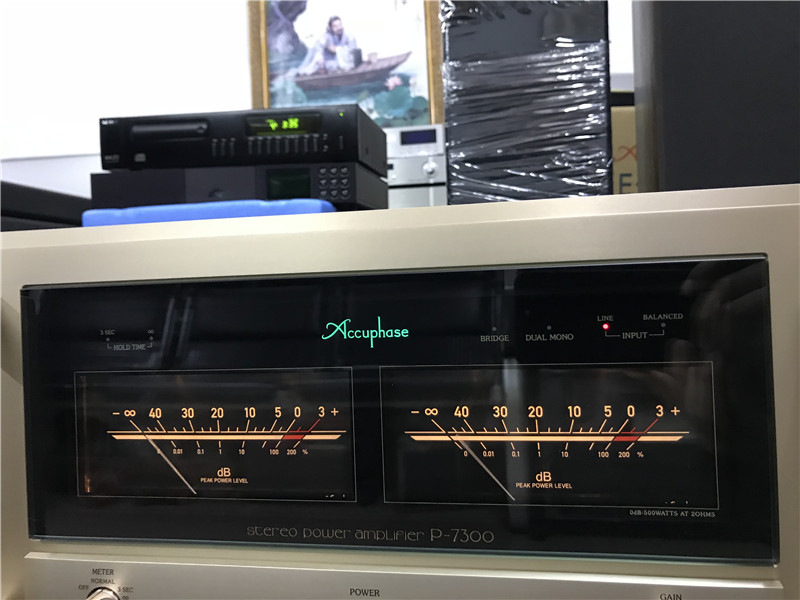 Accuphase
3 SEC
∞
HOLD TIME
BRIDGE
DUAL MONO
LINE
BALANCED
INPUT
- ∞ 40 30 20 10 5 0 3 +
0 0.01 0.1 1 10 100 200 %
dB
PEAK POWER LEVEL
- ∞ 40 30 20 10 5 0 3 +
0 0.01 0.1 1 10 100 200 %
dB
PEAK POWER LEVEL
0dB=500WATTS AT 2OHMS
stereo power amplifier P-7300
METER
NORMAL
OFF
3 SEC
∞
POWER
GAIN